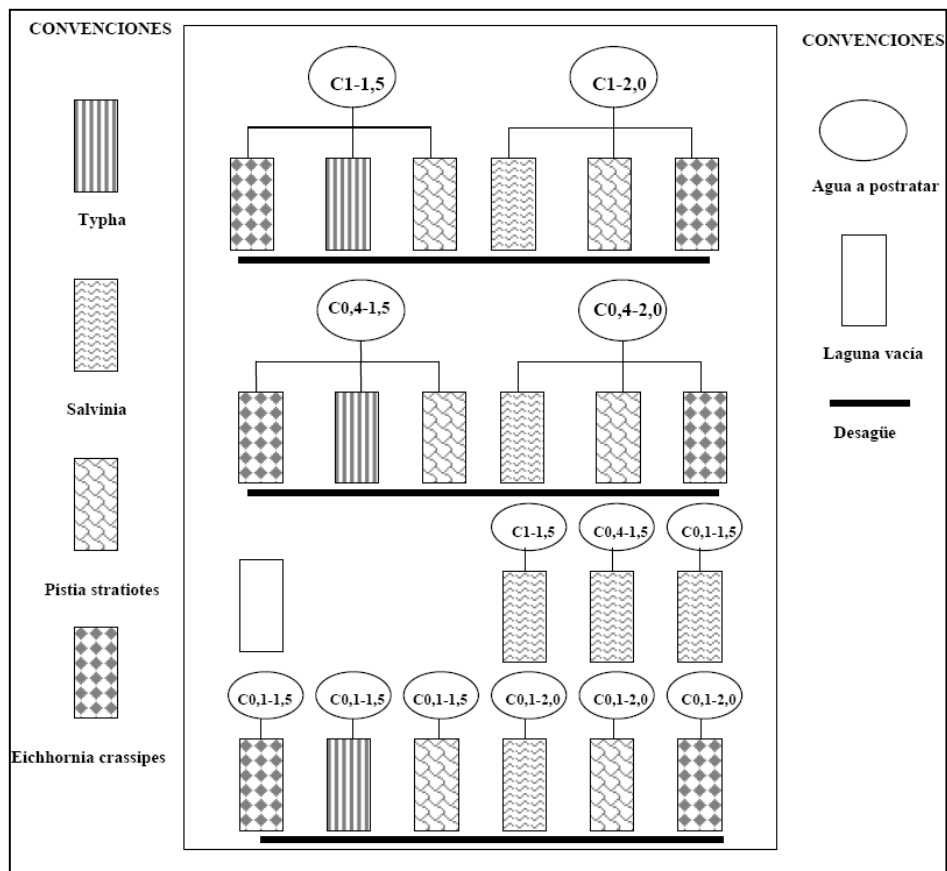 CONVENCIONES
Typha
Salvinia
Pistia stratiotes
Eichhornia crassipes
C1-1,5
C1-2,0
C0,4-1,5
C0,4-2,0
C1-1,5
C0,4-1,5
C0,1-1,5
C0,1-1,5
C0,1-1,5
C0,1-1,5
C0,1-2,0
C0,1-2,0
C0,1-2,0
CONVENCIONES
Agua a postratar
Laguna vacía
Desagüe